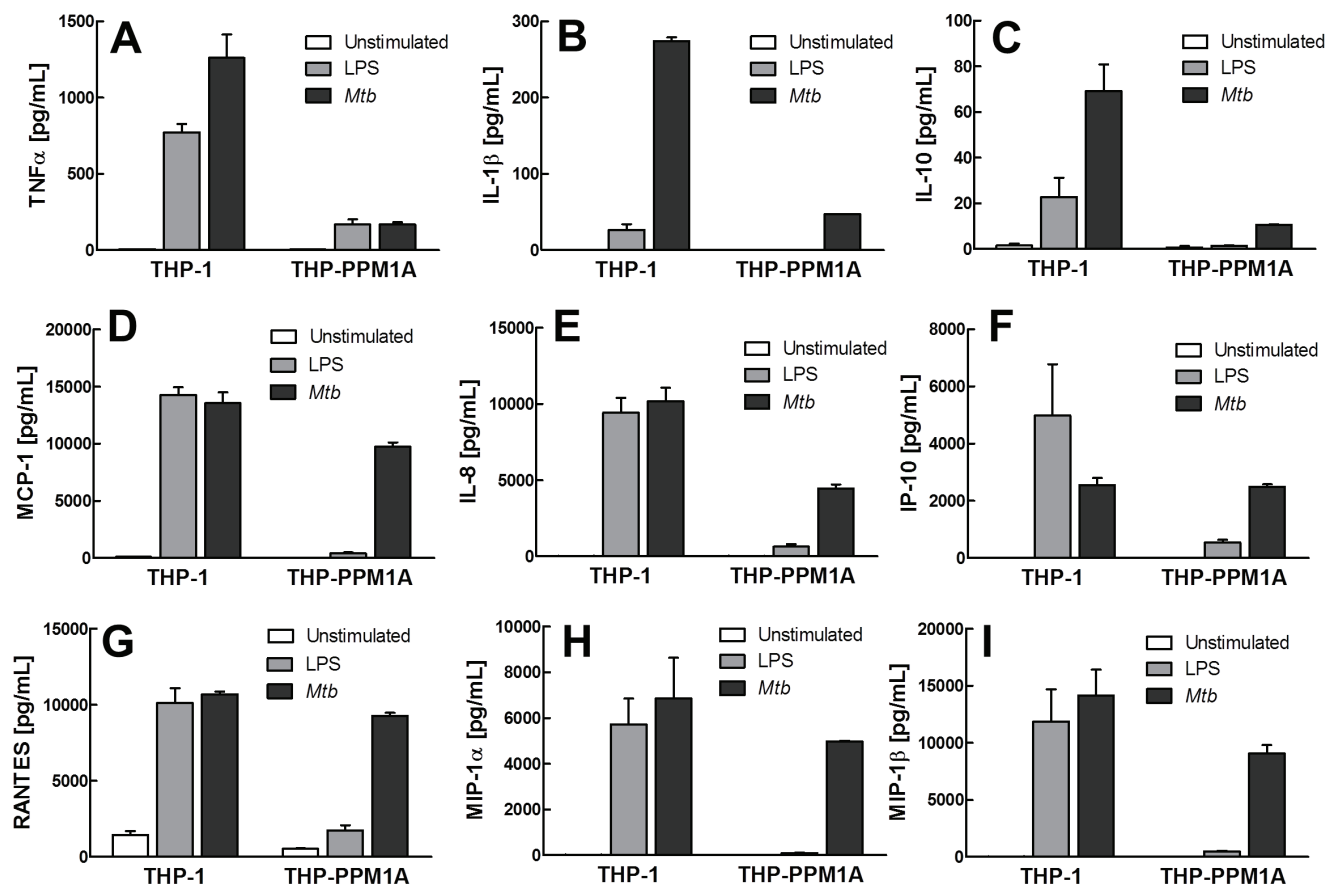 A
TNFα [pg/mL]
1500
1000
500
0
Unstimulated
LPS
Mtb
THP-1
THP-PPM1A
B
IL-1β [pg/mL]
300
200
100
0
Unstimulated
LPS
Mtb
THP-1
THP-PPM1A
C
IL-10 [pg/mL]
100
80
60
40
20
0
Unstimulated
LPS
Mtb
THP-1
THP-PPM1A
D
MCP-1 [pg/mL]
20000
15000
10000
5000
0
Unstimulated
LPS
Mtb
THP-1
THP-PPM1A
E
IL-8 [pg/mL]
15000
10000
5000
0
Unstimulated
LPS
Mtb
THP-1
THP-PPM1A
F
IP-10 [pg/mL]
8000
6000
4000
2000
0
Unstimulated
LPS
Mtb
THP-1
THP-PPM1A
G
RANTES [pg/mL]
15000
10000
5000
0
Unstimulated
LPS
Mtb
THP-1
THP-PPM1A
H
MIP-1α [pg/mL]
10000
8000
6000
4000
2000
0
Unstimulated
LPS
Mtb
THP-1
THP-PPM1A
I
MIP-1β [pg/mL]
20000
15000
10000
5000
0
Unstimulated
LPS
Mtb
THP-1
THP-PPM1A